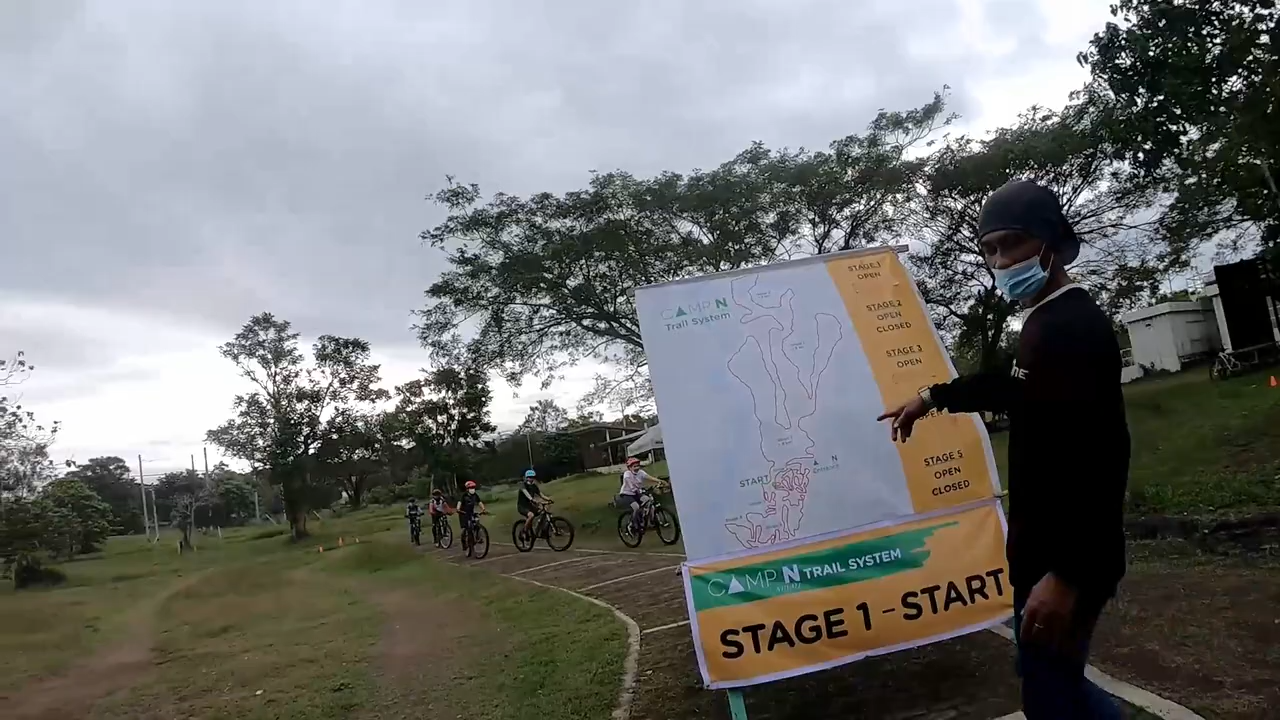 CAMP N
Trail System
STAGE 1
OPEN
STAGE 2
OPEN
CLOSED
STAGE 3
OPEN
OPEN
STAGE 5
OPEN
CLOSED
START
CAMP N TRAIL SYSTEM
STAGE 1 - START